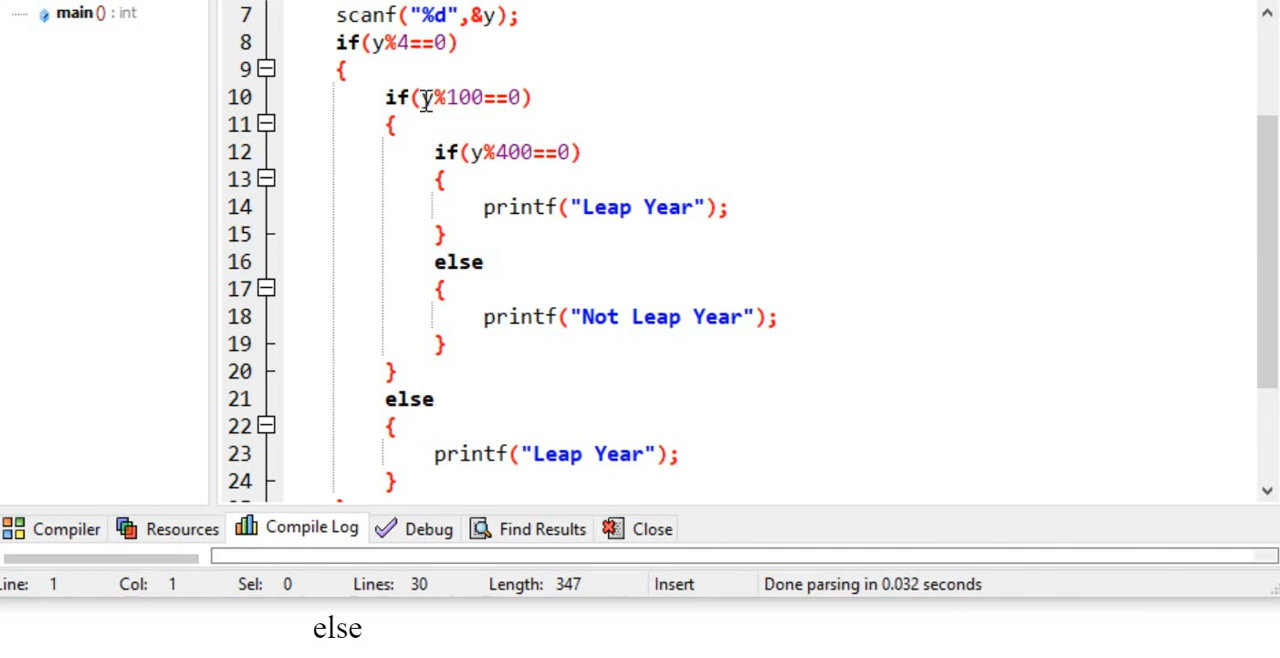 main() : int
7 scanf("%d",&y);
8 if(y%4==0)
9 {
10 if(y%100==0)
11 {
12 if(y%400==0)
13 {
14 printf("Leap Year");
15 }
16 else
17 {
18 printf("Not Leap Year");
19 }
20 }
21 else
22 {
23 printf("Leap Year");
24 }
Compiler Resources Compile Log Debug Find Results Close
Line: 1 Col: 1 Sel: 0 Lines: 30 Length: 347 Insert Done parsing in 0.032 seconds
else